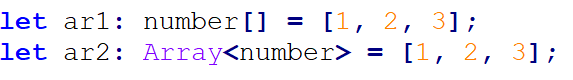 let ar1: number[] = [1, 2, 3];
let ar2: Array<number> = [1, 2, 3];